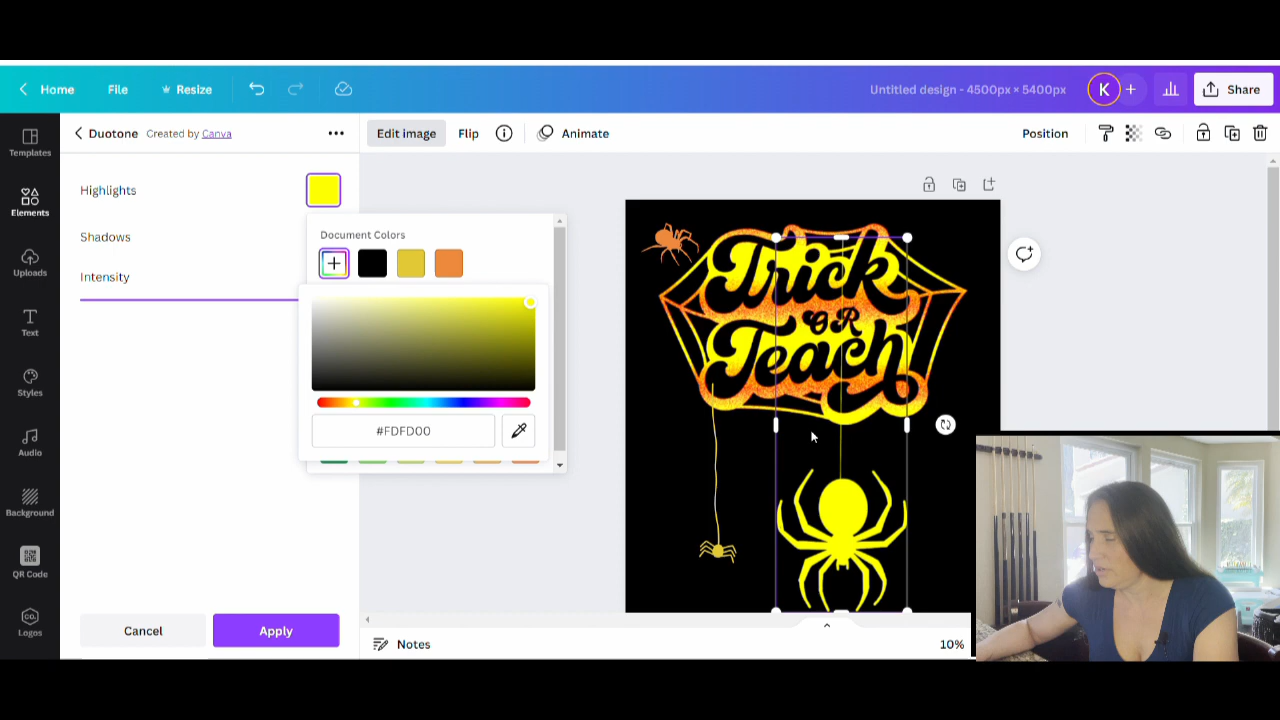 Home File Resize Untitled design - 4500px × 5400px K + Share
Duotone Created by Canva ••• Edit image Flip Animate Position
Templates
Elements
Uploads
Text
Styles
Audio
Background
QR Code
CO.
Logos
Highlights
Shadows
Intensity
Document Colors
#FDFD00
Cancel Apply
Trick
OR
Teach
Notes 10%